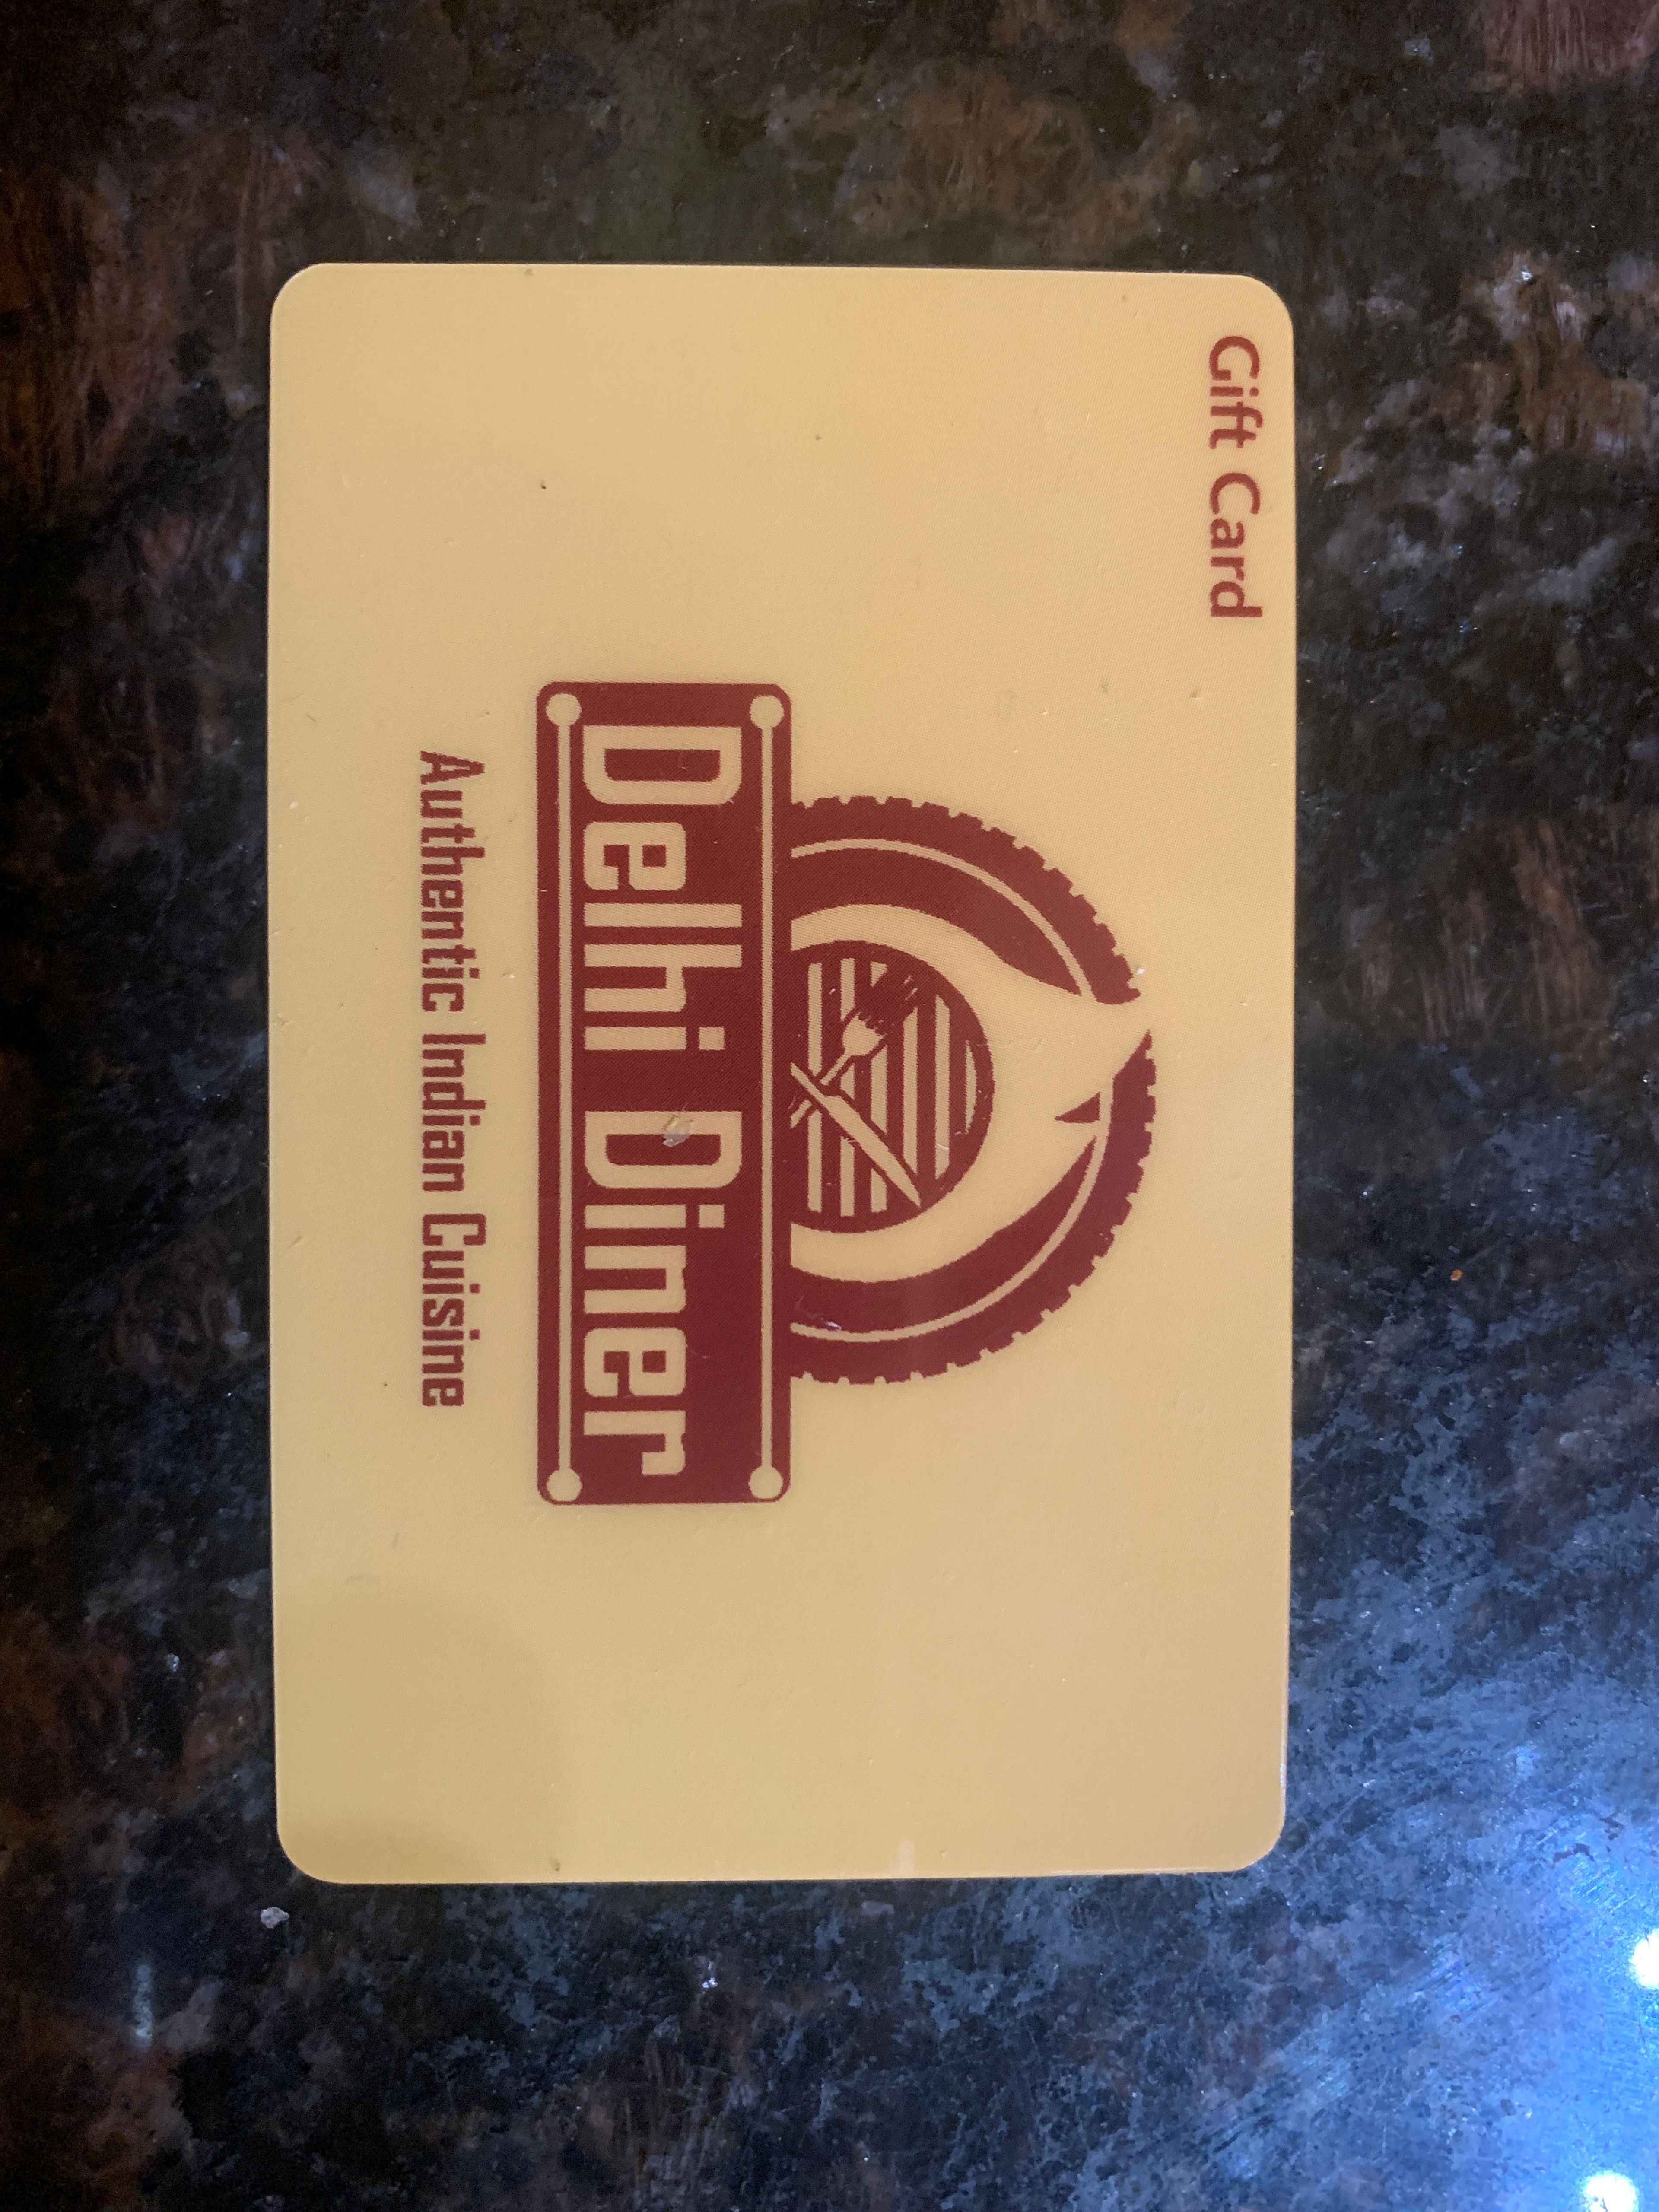 Gift Card
Delhi Diner
Authentic Indian Cuisine